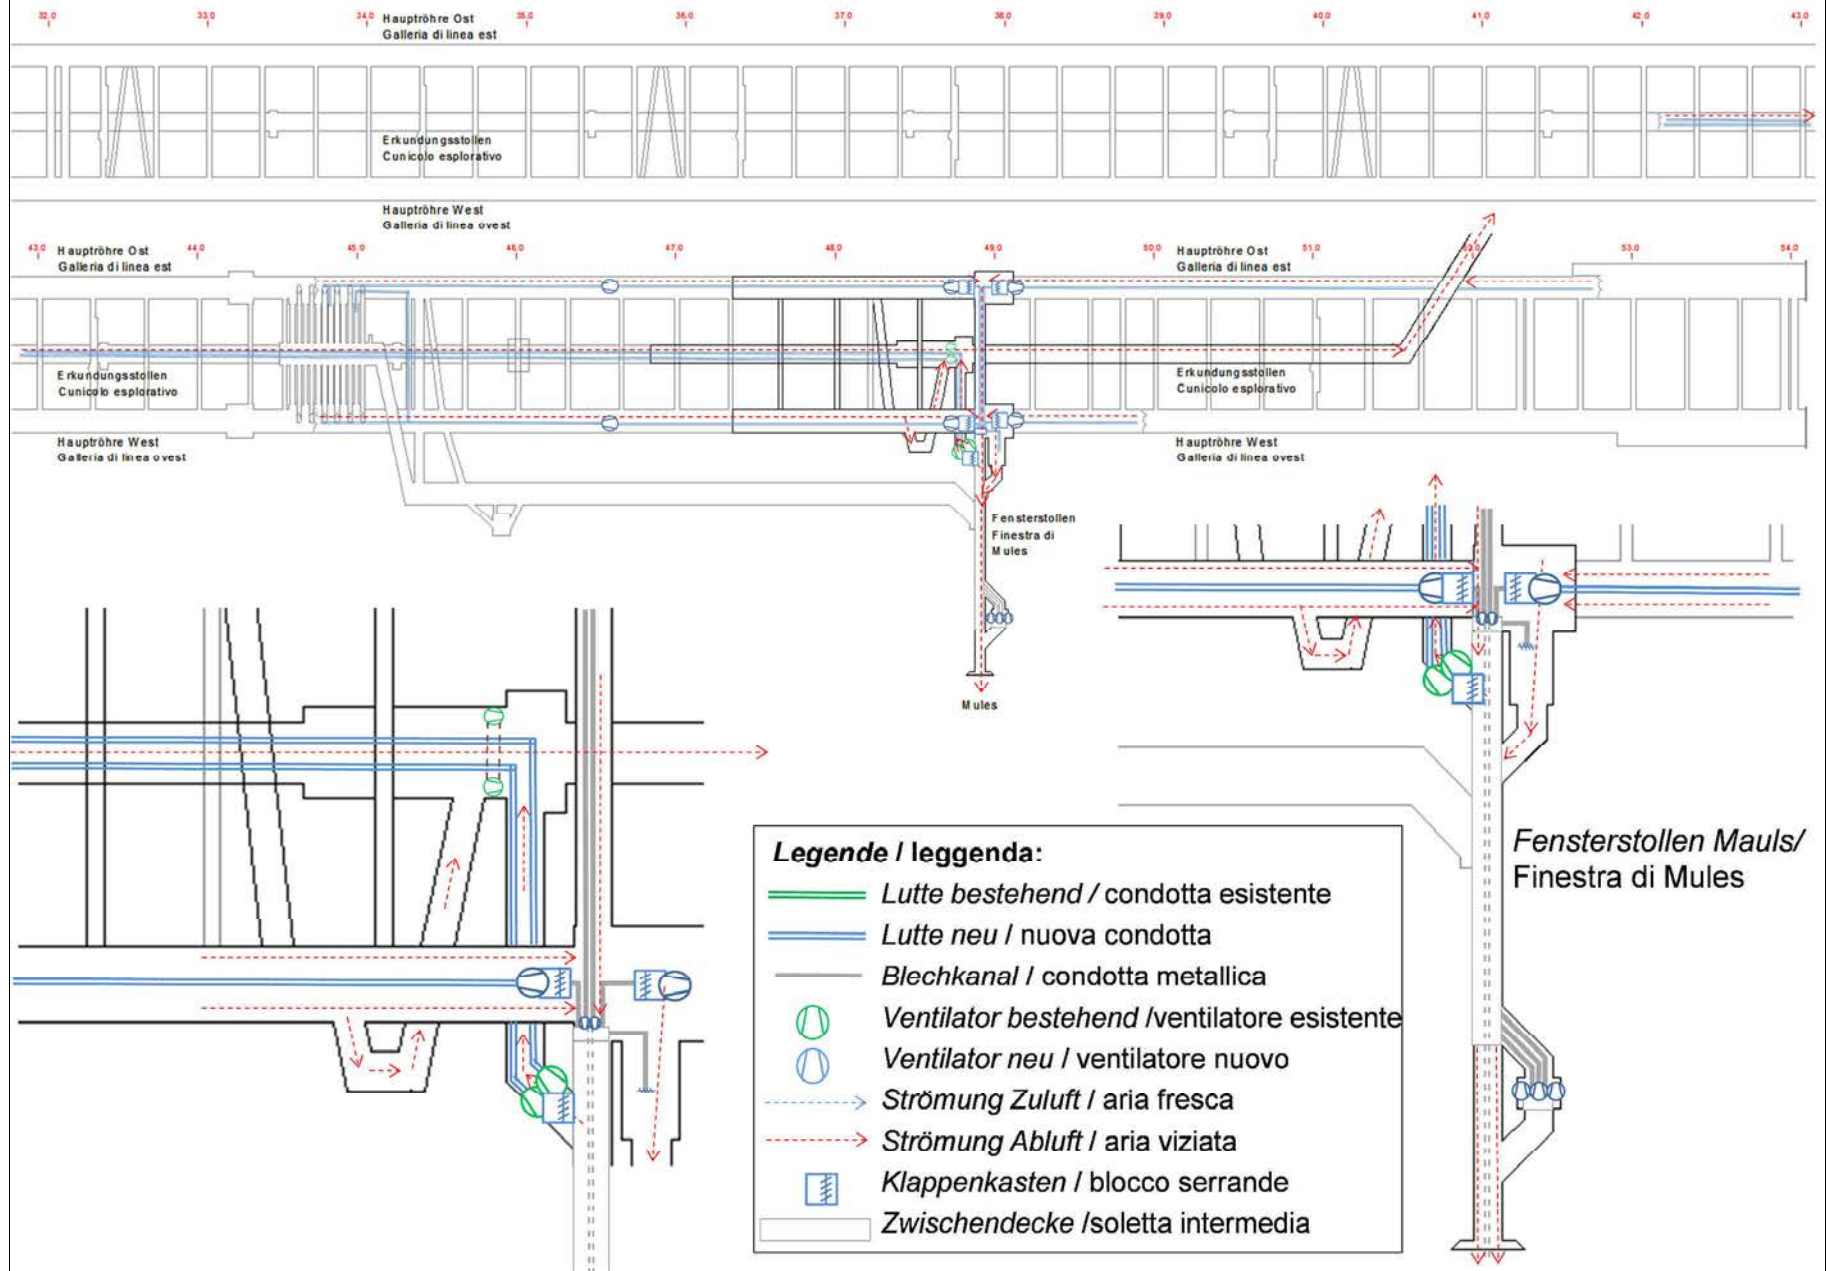 32.0 33.0 34.0 35.0 36.0 37.0 38.0 39.0 40.0 41.0 42.0 43.0
Hauptröhre Ost
Galleria di linea est
Erkundungsstollen
Cunicolo esplorativo
Hauptröhre West
Galleria di linea ovest
43.0 44.0 45.0 46.0 47.0 48.0 49.0 50.0 51.0 53.0 54.0
Hauptröhre Ost
Galleria di linea est
Hauptröhre Ost
Galleria di linea est
Erkundungsstollen
Cunicolo esplorativo
Erkundungsstollen
Cunicolo esplorativo
Hauptröhre West
Galleria di linea ovest
Hauptröhre West
Galleria di linea ovest
Fensterstollen
Finestra di
Mules
Mules
Fensterstollen Mauls/
Finestra di Mules
Legende / leggenda:
Lutte bestehend / condotta esistente
Lutte neu / nuova condotta
Blechkanal / condotta metallica
Ventilator bestehend /ventilatore esistente
Ventilator neu / ventilatore nuovo
Strömung Zuluft / aria fresca
Strömung Abluft / aria viziata
Klappenkasten / blocco serrande
Zwischendecke /soletta intermedia